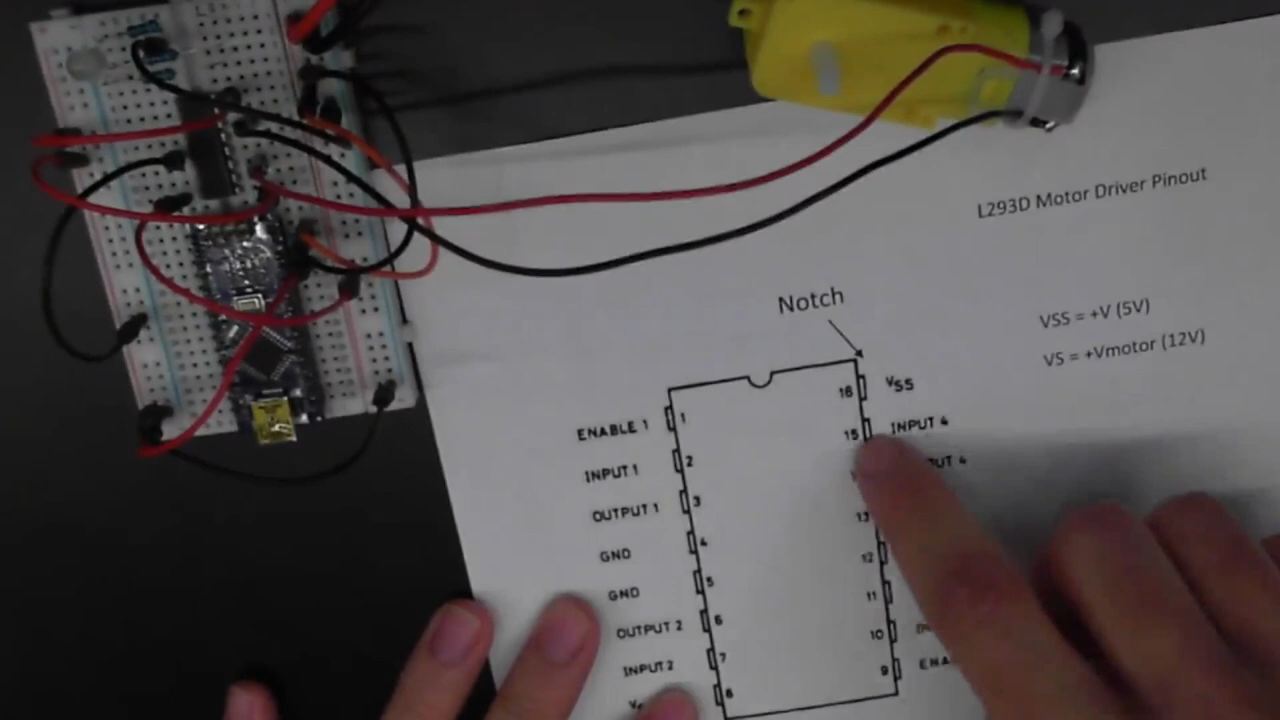 L293D Motor Driver Pinout
Notch
VSS = +V (5V)
VS = +Vmotor (12V)
16 VSS
ENABLE 1 1
15 INPUT 4
INPUT 1 2
OUTPUT 1 3
13
GND 4
12
GND 5
11
OUTPUT 2 6
10
INPUT 2 7
9
8